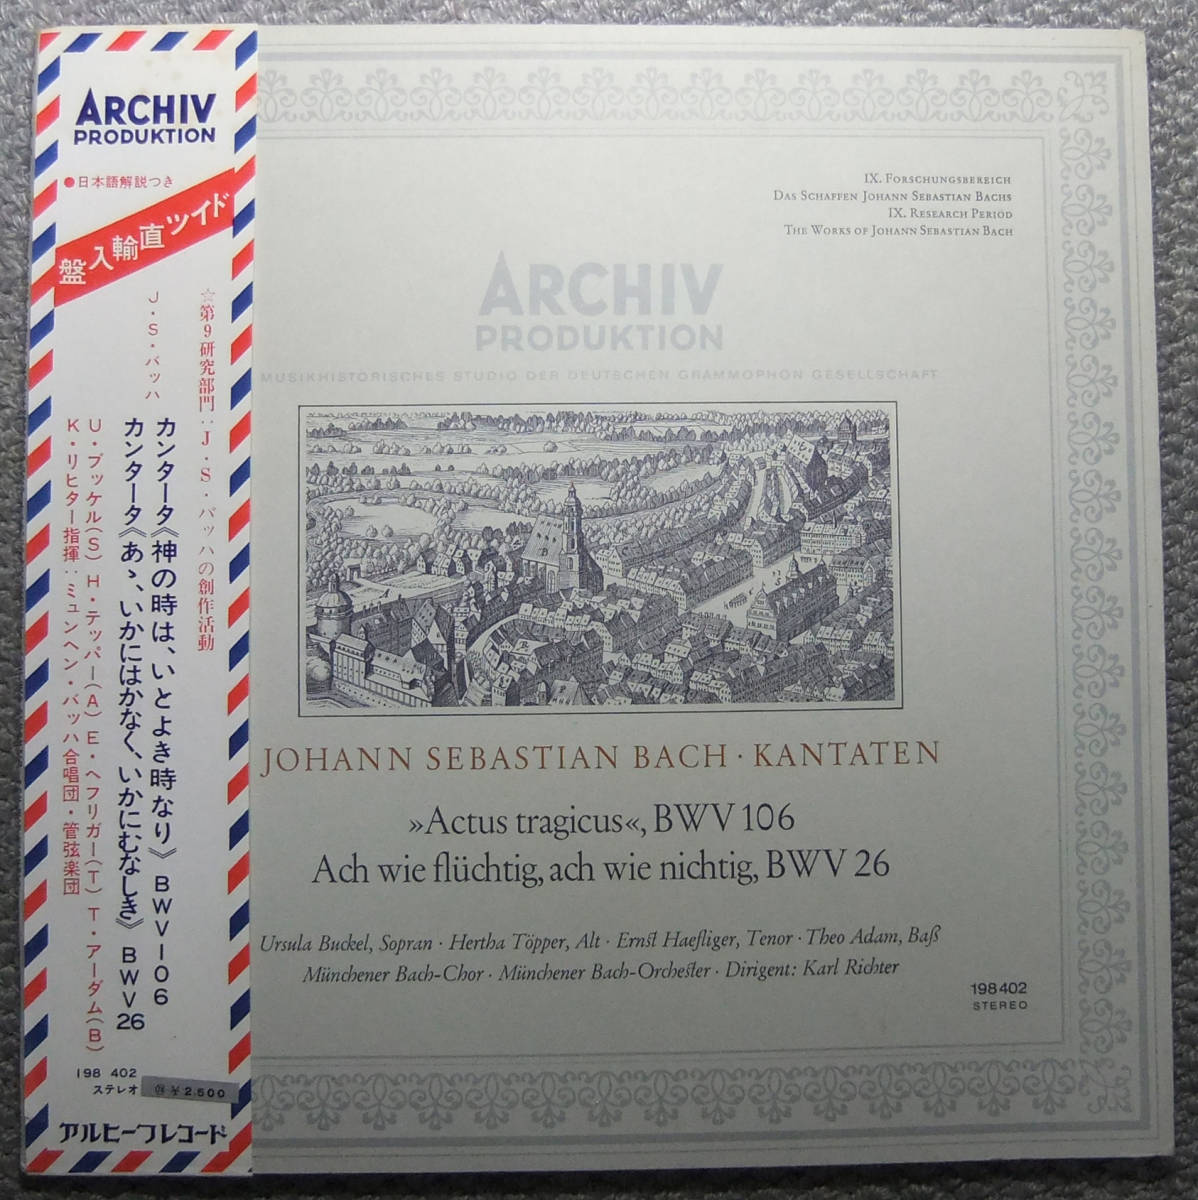 ARCHIV
PRODUKTION
●日本語解説つき
ドイツ直輸入盤
☆第9研究部門：J・S・バッハの創作活動
J・S・バッハ
カンタータ《神の時は、いとよき時なり》BWV106
カンタータ《あゝ、いかにはかなく、いかにむなしき》BWV26
U・ブッケル(S) H・テッパー(A) E・ヘフリガー(T) T・アーダム(B)
K・リヒター指揮：ミュンヘン・バッハ合唱団・管弦楽団
198 402
ステレオ
¥2.500
アルヒーフレコード
IX. FORSCHUNGSBEREICH
DAS SCHAFFEN JOHANN SEBASTIAN BACHS
IX. RESEARCH PERIOD
THE WORKS OF JOHANN SEBASTIAN BACH
ARCHIV
PRODUKTION
MUSIKHISTORISCHES STUDIO DER DEUTSCHEN GRAMMOPHON GESELLSCHAFT
JOHANN SEBASTIAN BACH · KANTATEN
»Actus tragicus«, BWV 106
Ach wie flüchtig, ach wie nichtig, BWV 26
Ursula Buckel, Sopran · Hertha Töpper, Alt · Ernst Haefliger, Tenor · Theo Adam, Baß
Münchener Bach-Chor · Münchener Bach-Orchester · Dirigent: Karl Richter
198 402
STEREO